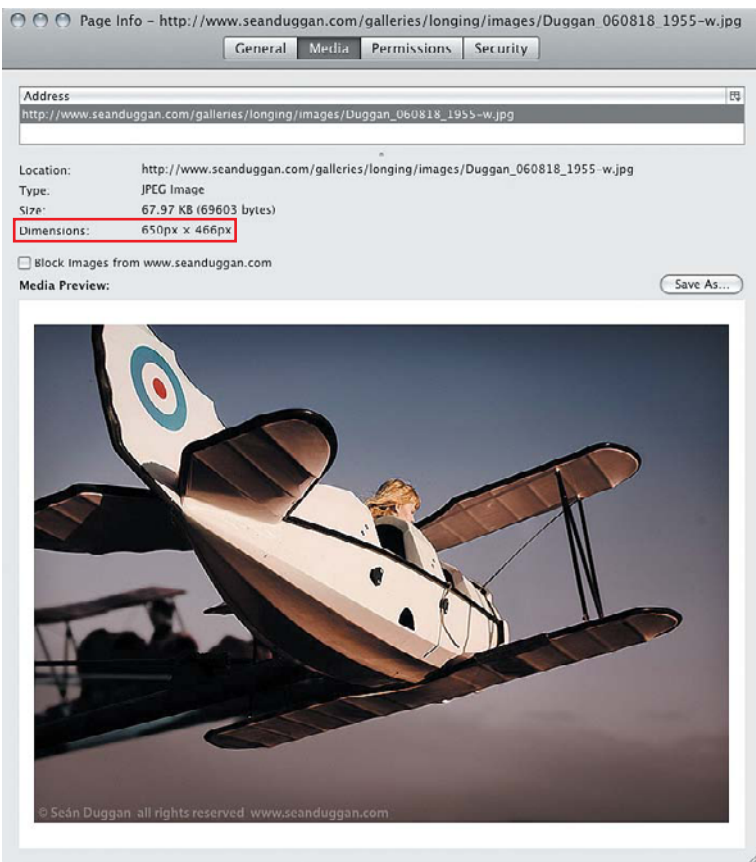 Page Info – http://www.seanduggan.com/galleries/longing/images/Duggan_060818_1955-w.jpg
General Media Permissions Security
Address
http://www.seanduggan.com/galleries/longing/images/Duggan_060818_1955-w.jpg
Location: http://www.seanduggan.com/galleries/longing/images/Duggan_060818_1955-w.jpg
Type: JPEG Image
Size: 67.97 KB (69603 bytes)
Dimensions: 650px × 466px
Block Images from www.seanduggan.com
Media Preview: Save As...
© Seán Duggan all rights reserved www.seanduggan.com